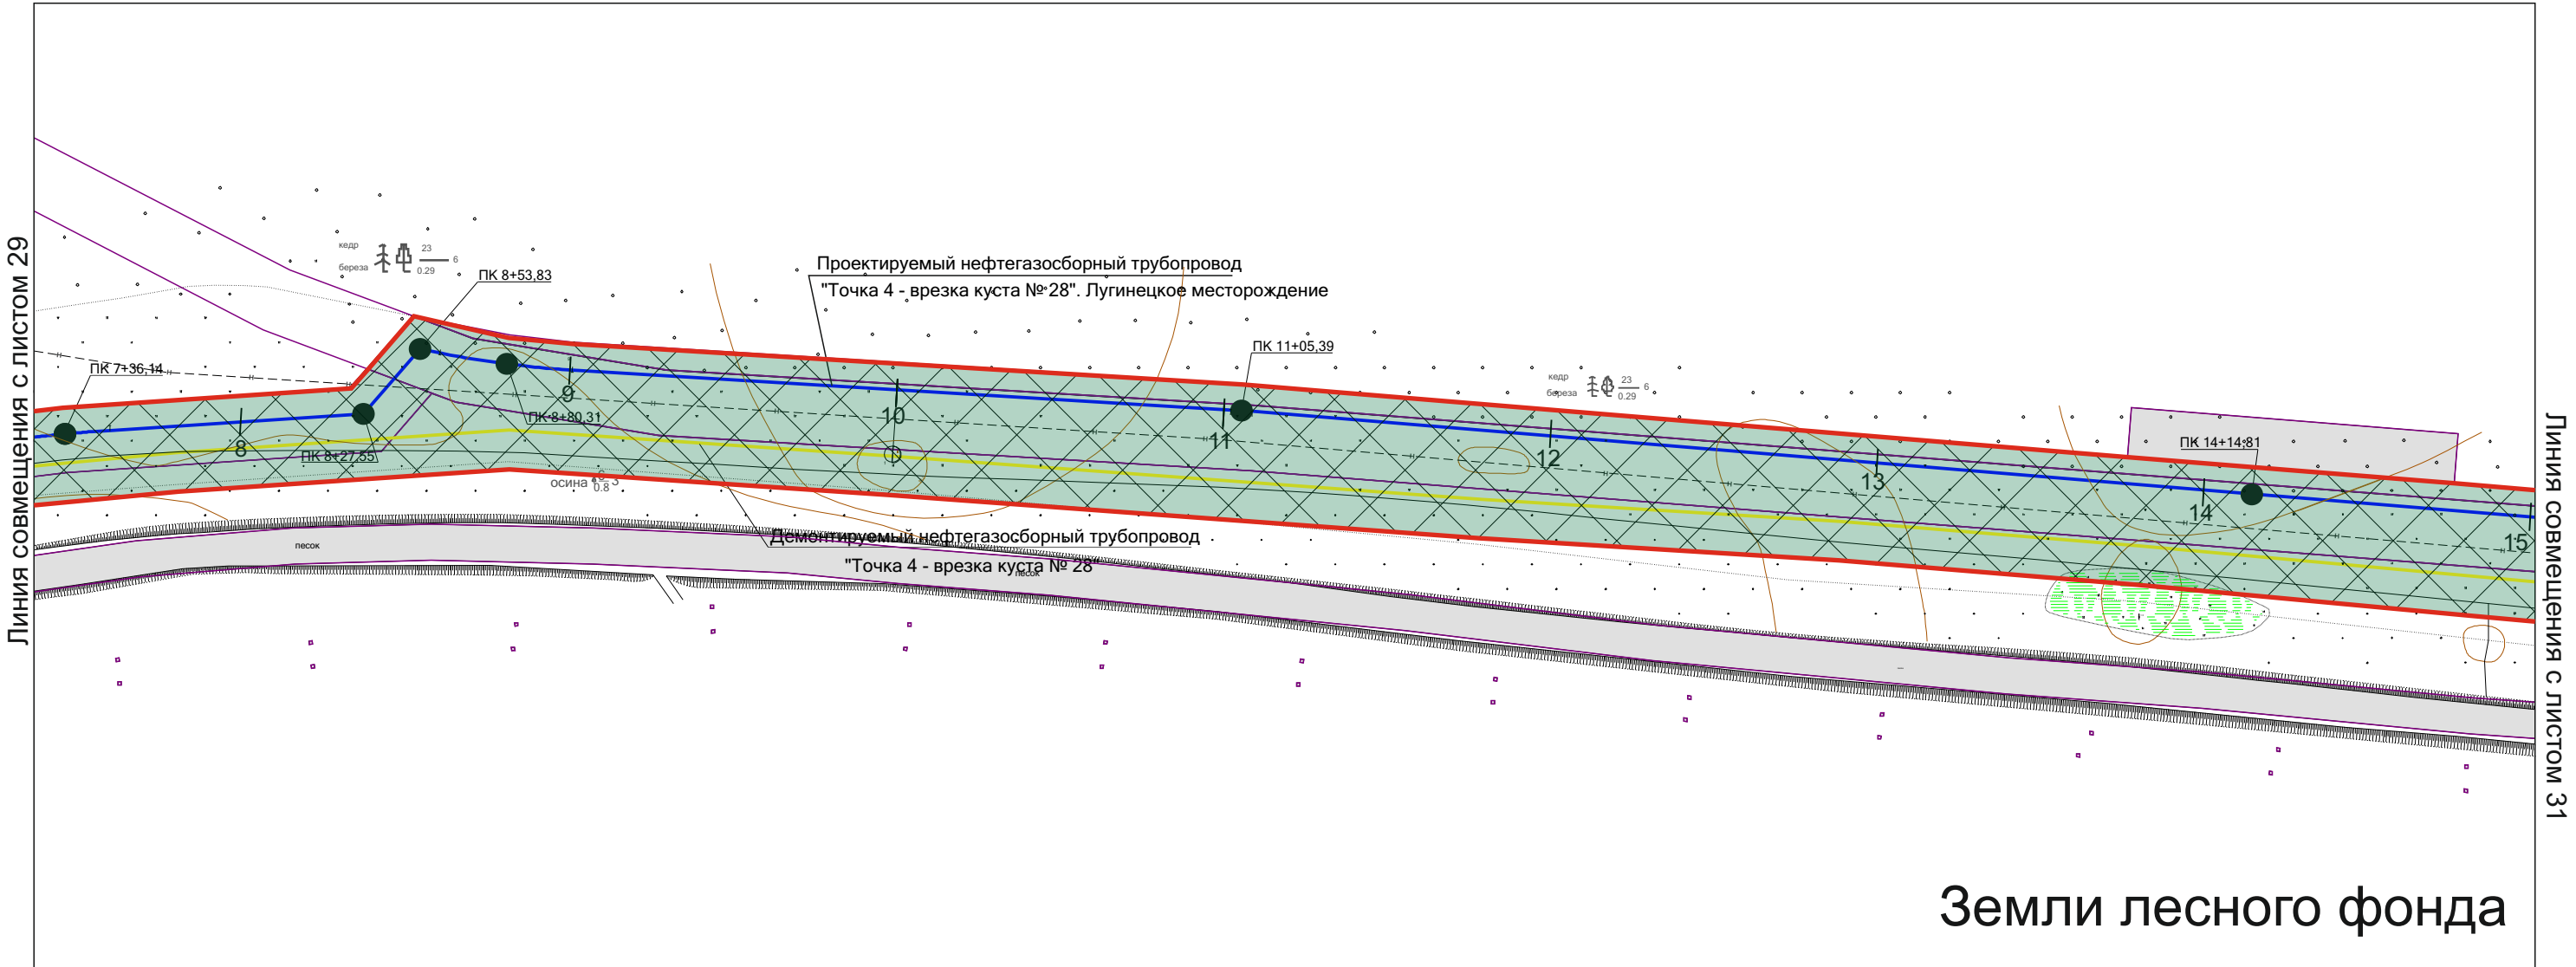 Линия совмещения с листом 29
кедр
береза
23
0.29
6
ПК 8+53,83
Проектируемый нефтегазосборный трубопровод
"Точка 4 - врезка куста № 28". Лугинецкое месторождение
ПК 7+36,14
ПК 11+05,39
кедр
береза
23
0.29
6
8
9
10
11
12
13
14
15
ПК 8+80,31
ПК 8+27,55
ПК 14+14,81
осина
0.8
3
песок
Демонтируемый нефтегазосборный трубопровод
"Точка 4 - врезка куста № 28"
песок
Линия совмещения с листом 31
Земли лесного фонда